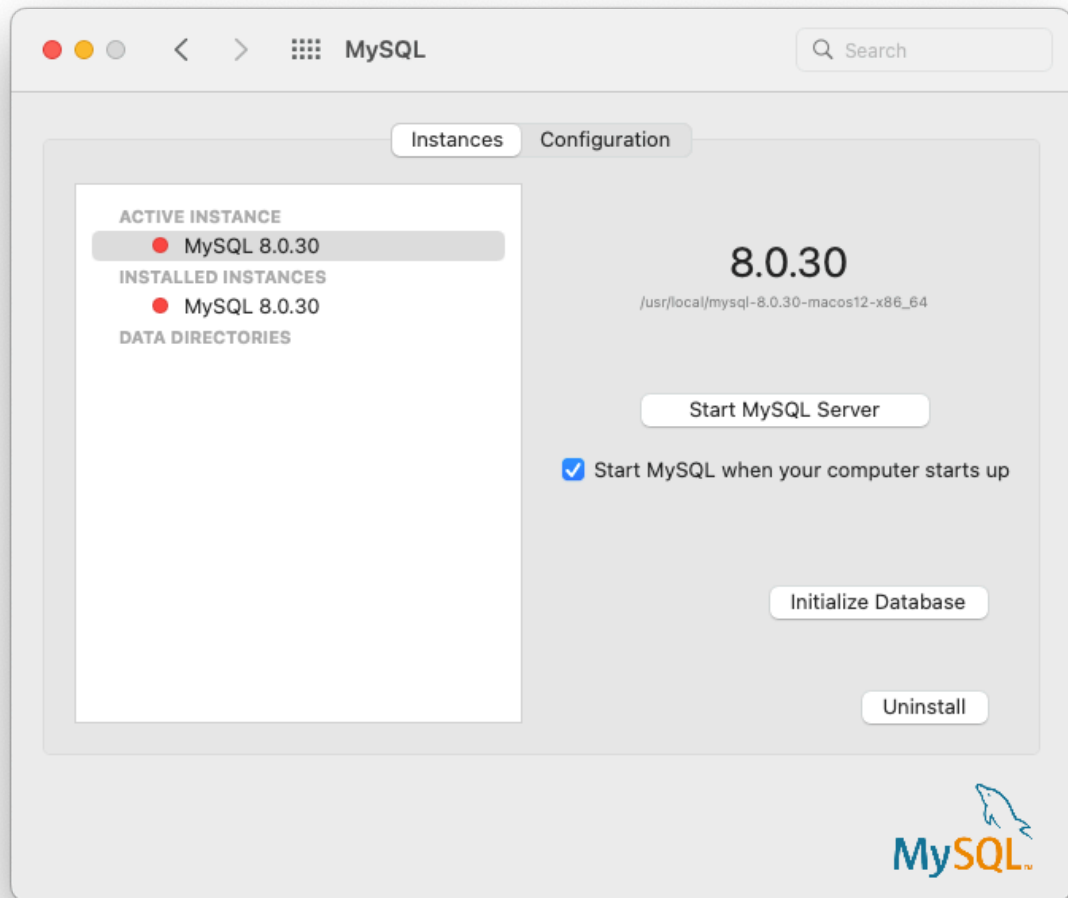 MySQL
Search
Instances
Configuration
ACTIVE INSTANCE
MySQL 8.0.30
INSTALLED INSTANCES
MySQL 8.0.30
DATA DIRECTORIES
8.0.30
/usr/local/mysql-8.0.30-macos12-x86_64
Start MySQL Server
Start MySQL when your computer starts up
Initialize Database
Uninstall
MySQL™